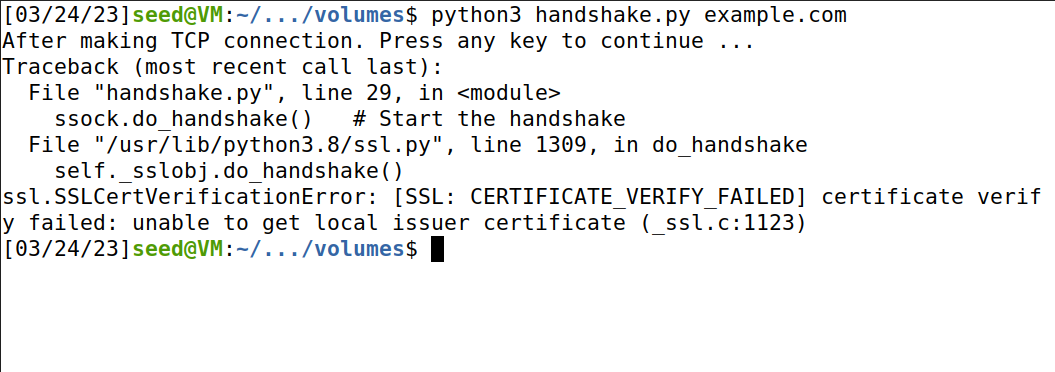 [03/24/23]seed@VM:~/.../volumes$ python3 handshake.py example.com
After making TCP connection. Press any key to continue ...
Traceback (most recent call last):
  File "handshake.py", line 29, in <module>
    ssock.do_handshake()   # Start the handshake
  File "/usr/lib/python3.8/ssl.py", line 1309, in do_handshake
    self._sslobj.do_handshake()
ssl.SSLCertVerificationError: [SSL: CERTIFICATE_VERIFY_FAILED] certificate verif
y failed: unable to get local issuer certificate (_ssl.c:1123)
[03/24/23]seed@VM:~/.../volumes$